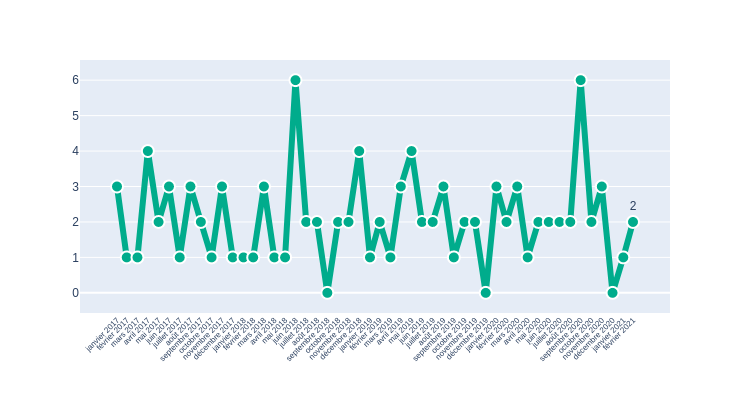 6
5
4
3
2
1
0
2
janvier 2017
février 2017
mars 2017
avril 2017
mai 2017
juin 2017
juillet 2017
août 2017
septembre 2017
octobre 2017
novembre 2017
décembre 2017
janvier 2018
février 2018
mars 2018
avril 2018
mai 2018
juin 2018
juillet 2018
août 2018
septembre 2018
octobre 2018
novembre 2018
décembre 2018
janvier 2019
février 2019
mars 2019
avril 2019
mai 2019
juin 2019
juillet 2019
août 2019
septembre 2019
octobre 2019
novembre 2019
décembre 2019
janvier 2020
février 2020
mars 2020
avril 2020
mai 2020
juin 2020
juillet 2020
août 2020
septembre 2020
octobre 2020
novembre 2020
décembre 2020
janvier 2021
février 2021